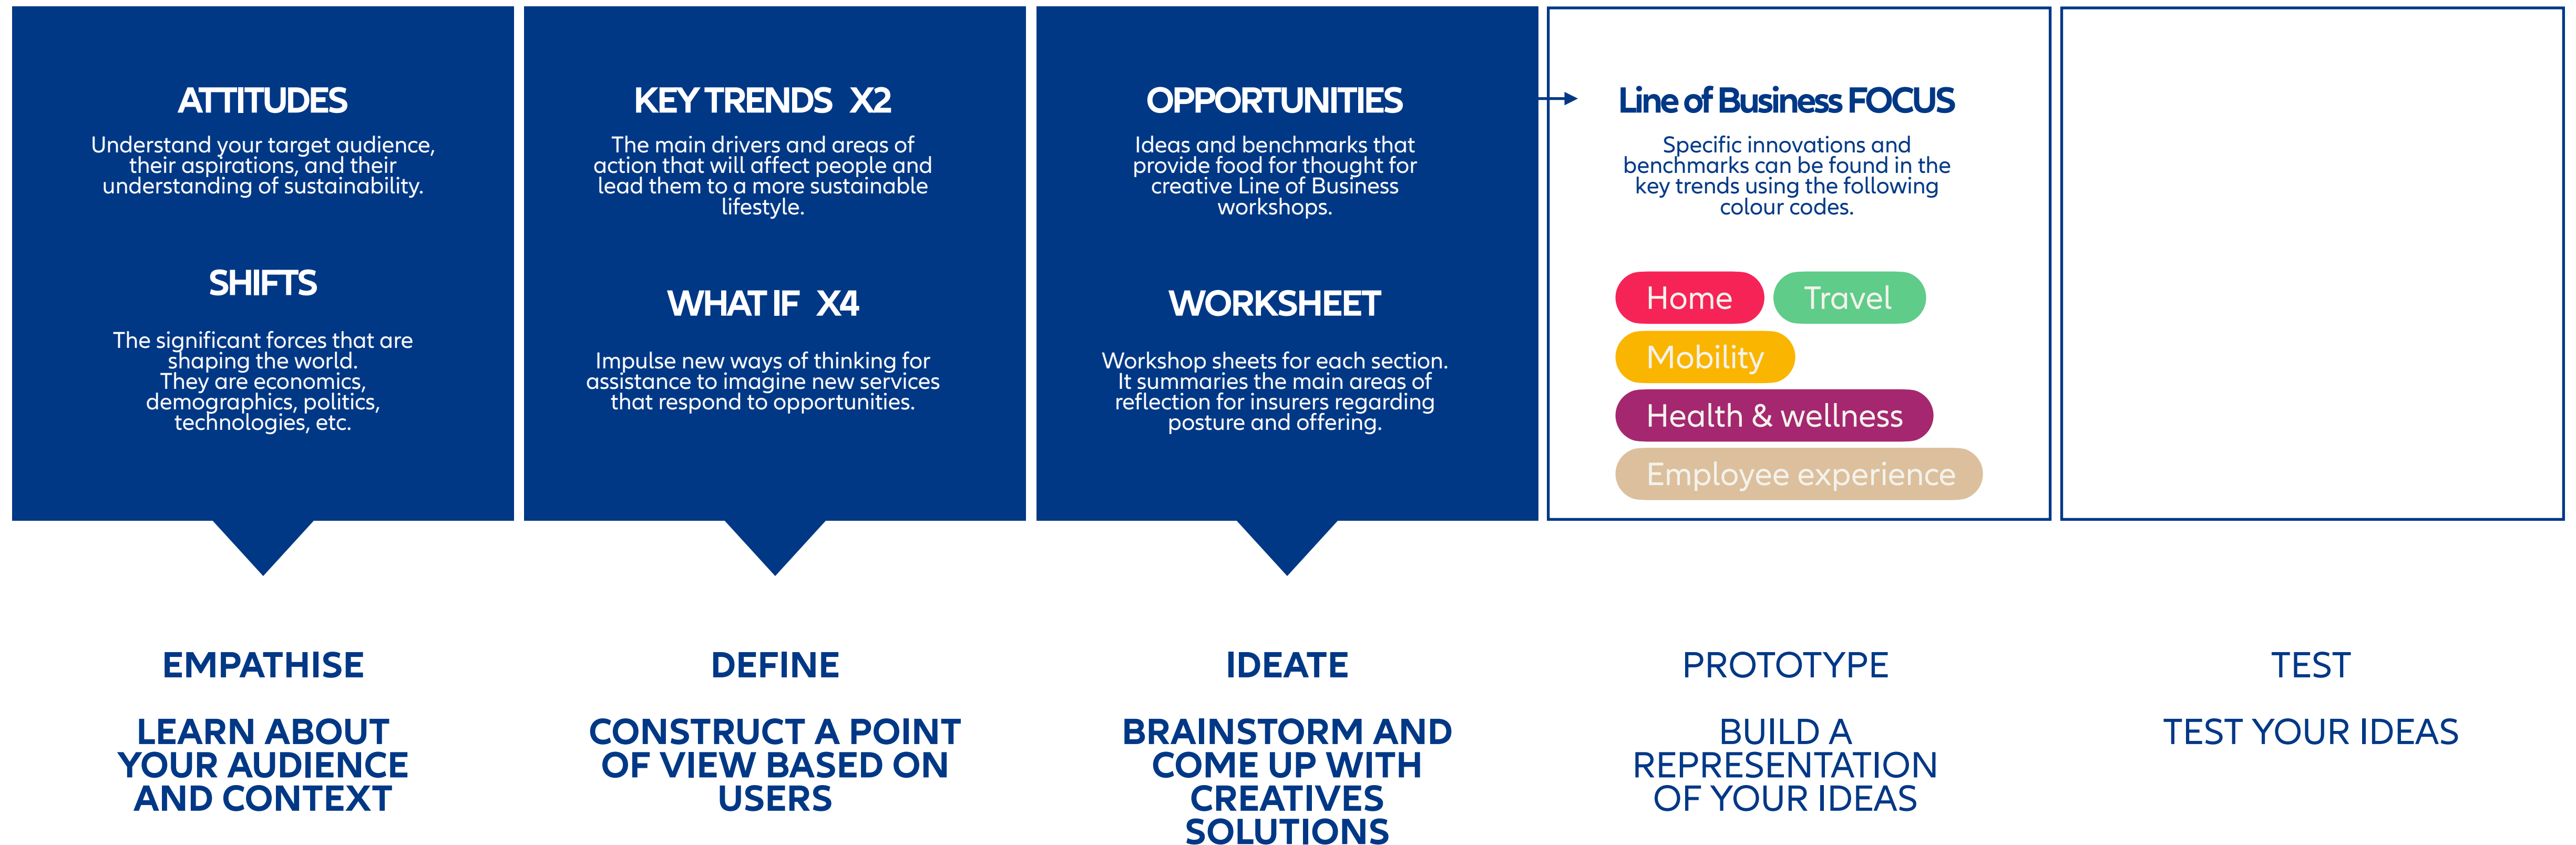 ATTITUDES
Understand your target audience,
their aspirations, and their
understanding of sustainability.
SHIFTS
The significant forces that are
shaping the world.
They are economics,
demographics, politics,
technologies, etc.
KEY TRENDS X2
The main drivers and areas of
action that will affect people and
lead them to a more sustainable
lifestyle.
WHAT IF X4
Impulse new ways of thinking for
assistance to imagine new services
that respond to opportunities.
OPPORTUNITIES
Ideas and benchmarks that
provide food for thought for
creative Line of Business
workshops.
WORKSHEET
Workshop sheets for each section.
It summaries the main areas of
reflection for insurers regarding
posture and offering.
Line of Business FOCUS
Specific innovations and
benchmarks can be found in the
key trends using the following
colour codes.
Home
Travel
Mobility
Health & wellness
Employee experience
EMPATHISE
LEARN ABOUT
YOUR AUDIENCE
AND CONTEXT
DEFINE
CONSTRUCT A POINT
OF VIEW BASED ON
USERS
IDEATE
BRAINSTORM AND
COME UP WITH
CREATIVES
SOLUTIONS
PROTOTYPE
BUILD A
REPRESENTATION
OF YOUR IDEAS
TEST
TEST YOUR IDEAS